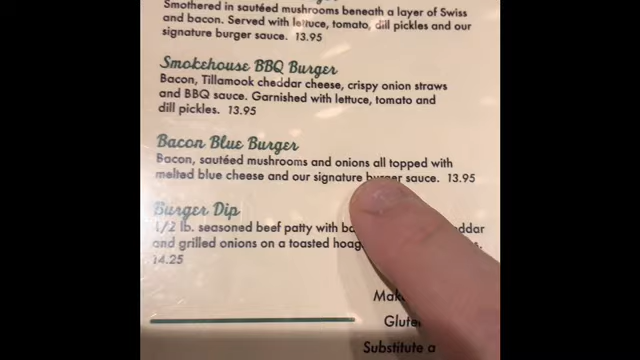 Smothered in sautéed mushrooms beneath a layer of Swiss
and bacon. Served with lettuce, tomato, dill pickles and our
signature burger sauce. 13.95
Smokehouse BBQ Burger
Bacon, Tillamook cheddar cheese, crispy onion straws
and BBQ sauce. Garnished with lettuce, tomato and
dill pickles. 13.95
Bacon Blue Burger
Bacon, sautéed mushrooms and onions all topped with
melted blue cheese and our signature burger sauce. 13.95
Burger Dip
1/2 lb. seasoned beef patty with
and grilled onions on a toasted
14.25
Substitute a